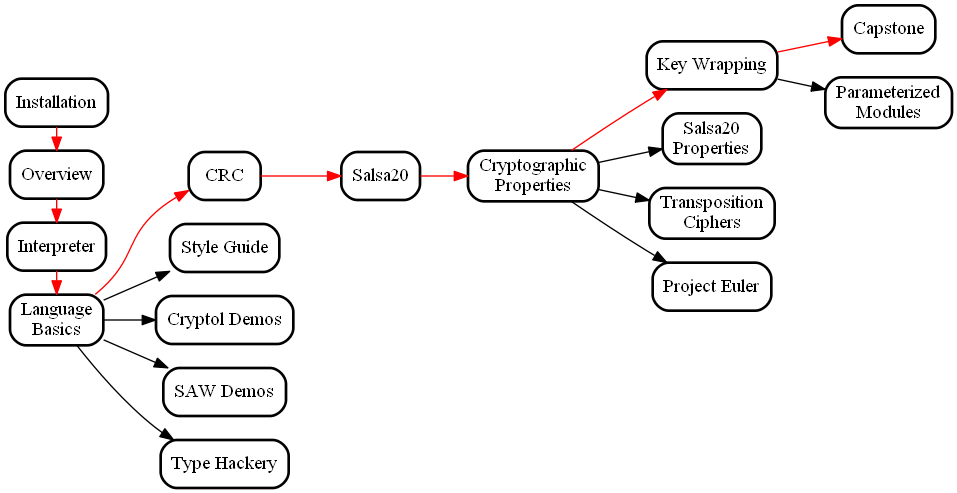 Installation
Overview
Interpreter
Language
Basics
CRC
Style Guide
Cryptol Demos
SAW Demos
Type Hackery
Salsa20
Cryptographic
Properties
Key Wrapping
Salsa20
Properties
Transposition
Ciphers
Project Euler
Capstone
Parameterized
Modules